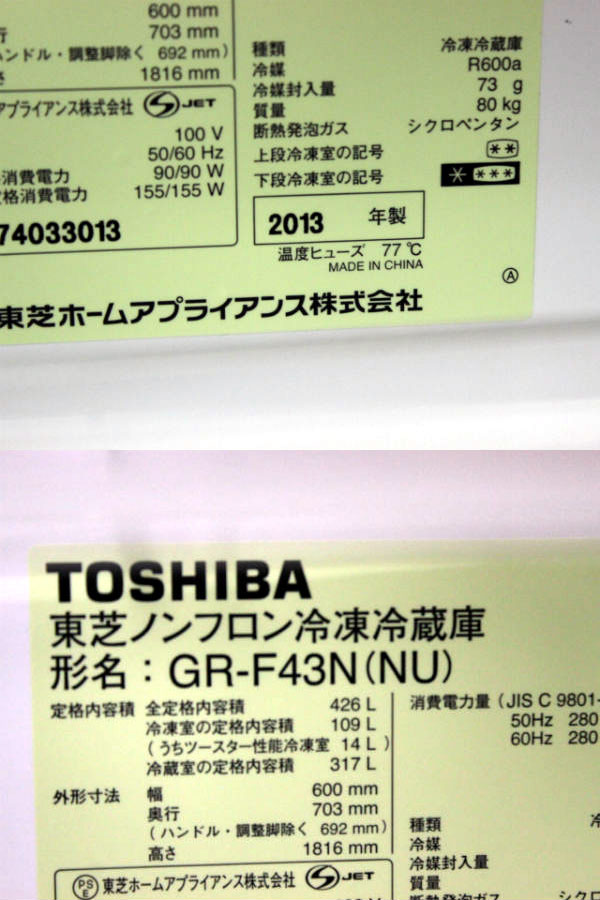 600 mm
行 703 mm
ハンドル・調整脚除く 692 mm)
さ 1816 mm
アプライアンス株式会社 S JET
100 V
50/60 Hz
消費電力 90/90 W
格消費電力 155/155 W
74033013
種類 冷凍冷蔵庫
冷媒 R600a
冷媒封入量 73 g
質量 80 kg
断熱発泡ガス シクロペンタン
上段冷凍室の記号 **
下段冷凍室の記号 * ***
2013 年製
温度ヒューズ 77 ℃
MADE IN CHINA
Ⓐ
東芝ホームアプライアンス株式会社
TOSHIBA
東芝ノンフロン冷凍冷蔵庫
形名：GR-F43N(NU)
定格内容積 全定格内容積 426 L
冷凍室の定格内容積 109 L
(うちツースター性能冷凍室 14 L)
冷蔵室の定格内容積 317 L
外形寸法 幅 600 mm
奥行 703 mm
(ハンドル・調整脚除く 692 mm)
高さ 1816 mm
PSE 東芝ホームアプライアンス株式会社 S JET
消費電力量 (JIS C 9801-
50Hz 280
60Hz 280
種類
冷媒
冷媒封入量
質量